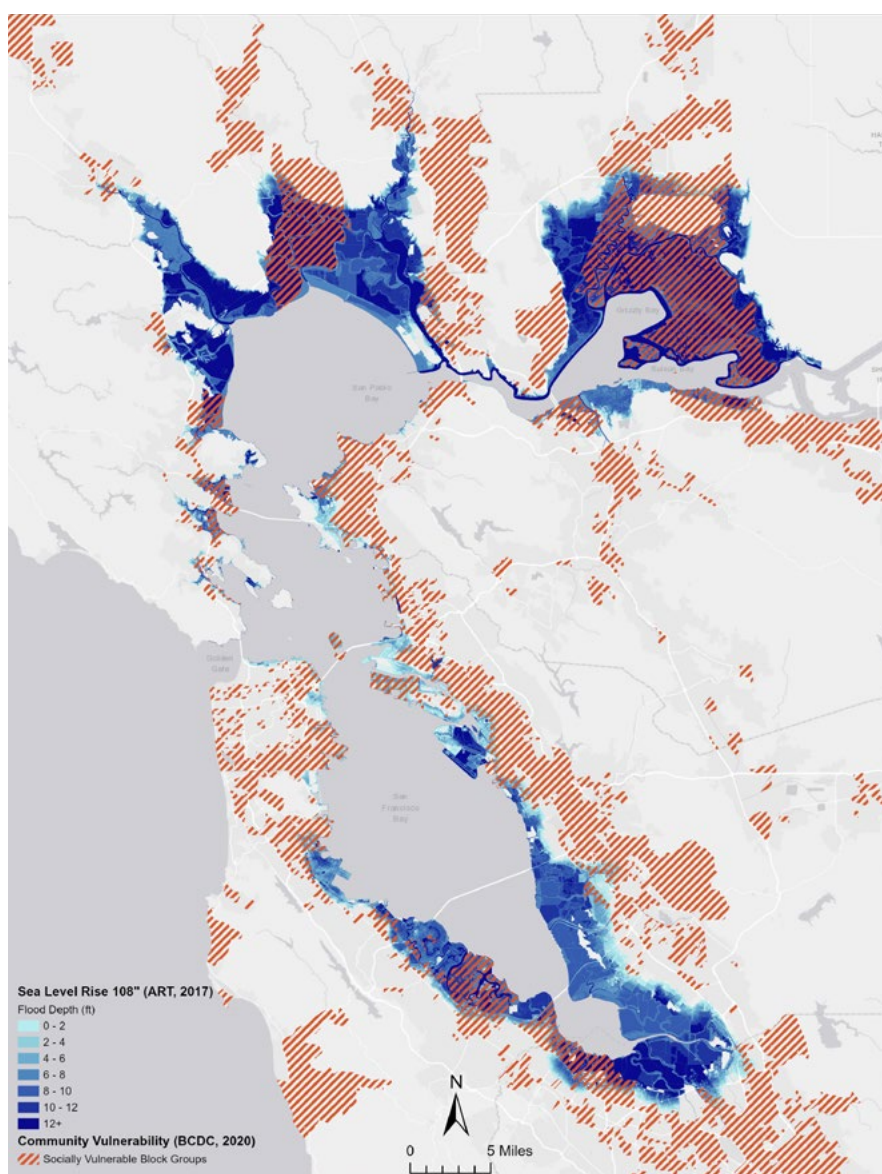 San Pablo
Bay
Grizzly Bay
Suisun Bay
Golden
Gate
San
Francisco
Bay
Sea Level Rise 108" (ART, 2017)
Flood Depth (ft)
0 - 2
2 - 4
4 - 6
6 - 8
8 - 10
10 - 12
12+
Community Vulnerability (BCDC, 2020)
Socially Vulnerable Block Groups
N
0 5 Miles